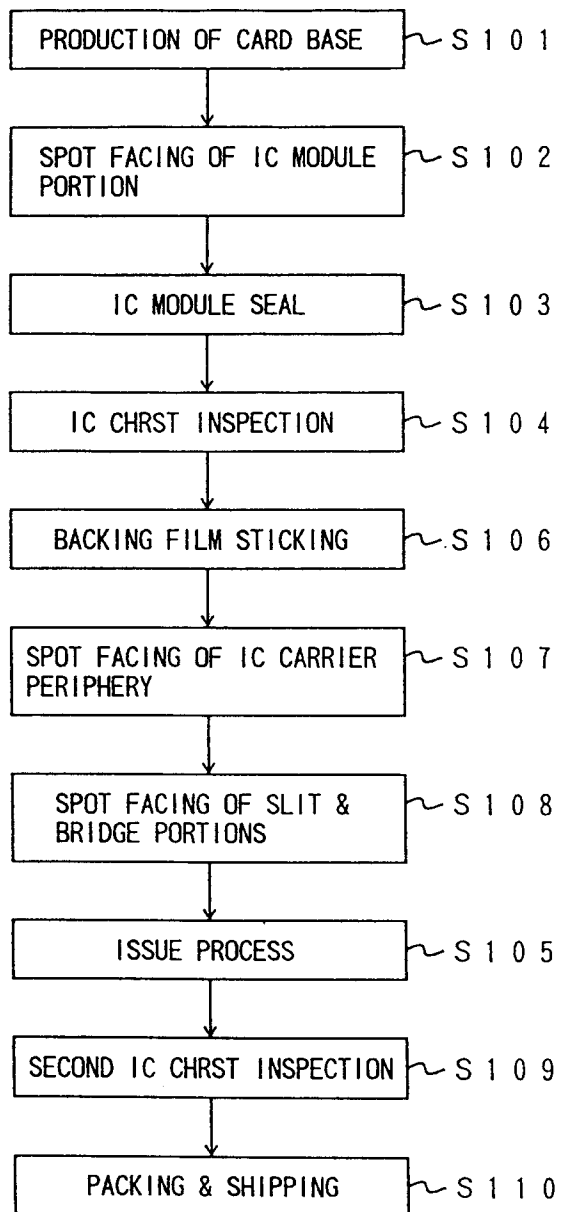 PRODUCTION OF CARD BASE S101
SPOT FACING OF IC MODULE S102
PORTION
IC MODULE SEAL S103
IC CHRST INSPECTION S104
BACKING FILM STICKING S106
SPOT FACING OF IC CARRIER S107
PERIPHERY
SPOT FACING OF SLIT & S108
BRIDGE PORTIONS
ISSUE PROCESS S105
SECOND IC CHRST INSPECTION S109
PACKING & SHIPPING S110